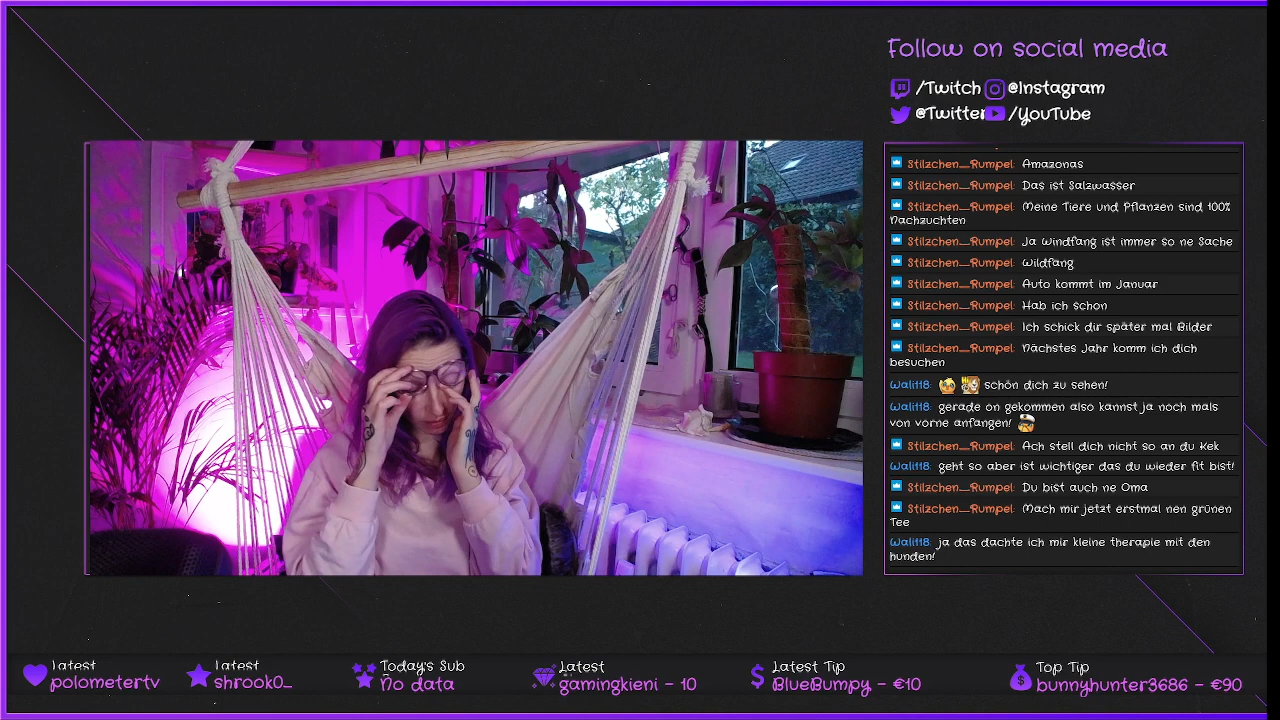 Follow on social media
/Twitch @Instagram
@Twitter /YouTube
Stilzchen__Rumpel: Amazonas
Stilzchen__Rumpel: Das ist Salzwasser
Stilzchen__Rumpel: Meine Tiere und Pflanzen sind 100%
Nachzuchten
Stilzchen__Rumpel: Ja Windfang ist immer so ne Sache
Stilzchen__Rumpel: Wildfang
Stilzchen__Rumpel: Auto kommt im Januar
Stilzchen__Rumpel: Hab ich schon
Stilzchen__Rumpel: Ich schick dir später mal Bilder
Stilzchen__Rumpel: Nächstes Jahr komm ich dich
besuchen
Wali118: schön dich zu sehen!
Wali118: gerade on gekommen also kannst ja noch mals
von vorne anfangen!
Stilzchen__Rumpel: Ach stell dich nicht so an du Kek
Wali118: geht so aber ist wichtiger das du wieder fit bist!
Stilzchen__Rumpel: Du bist auch ne Oma
Stilzchen__Rumpel: Mach mir jetzt erstmal nen grünen
Tee
Wali118: ja das dachte ich mir kleine therapie mit den
hunden!
Latest
polometertv
Latest
shrook0_
Today's Sub
No data
Latest
gamingkieni - 10
Latest Tip
BlueBumpy - €10
Top Tip
bunnyhunter3686 - €90